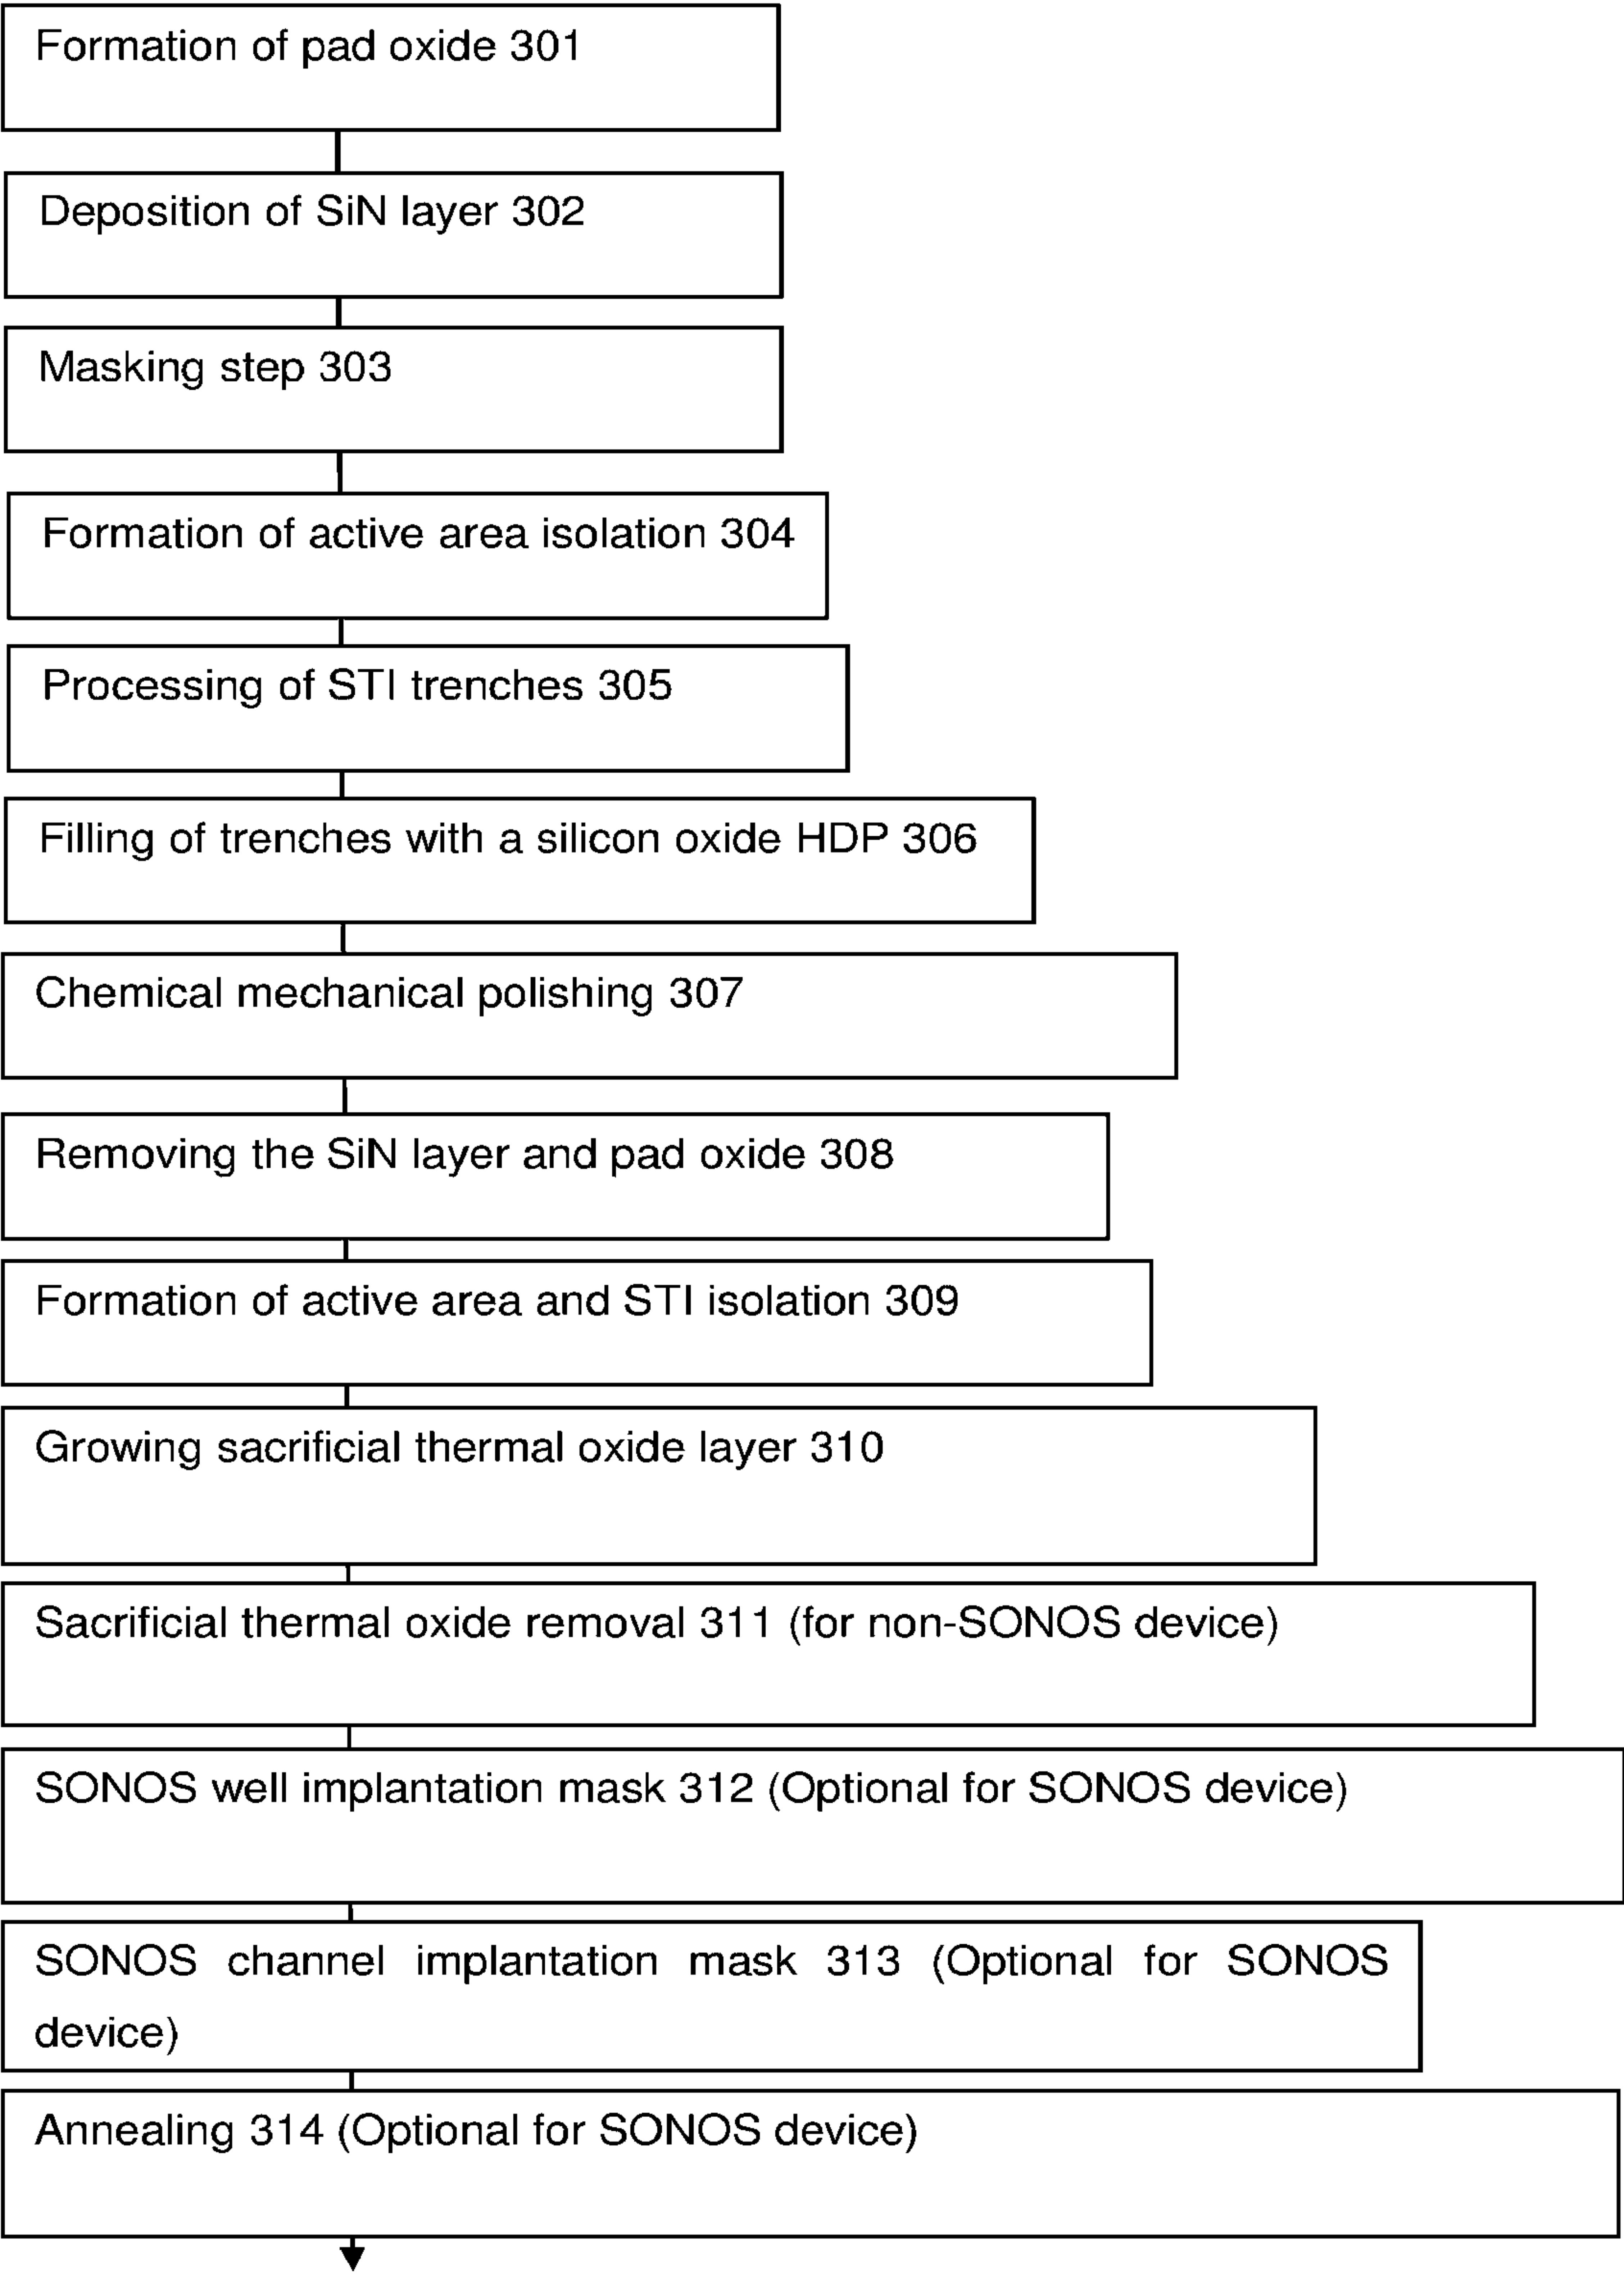 Formation of pad oxide 301
Deposition of SiN layer 302
Masking step 303
Formation of active area isolation 304
Processing of STI trenches 305
Filling of trenches with a silicon oxide HDP 306
Chemical mechanical polishing 307
Removing the SiN layer and pad oxide 308
Formation of active area and STI isolation 309
Growing sacrificial thermal oxide layer 310
Sacrificial thermal oxide removal 311 (for non-SONOS device)
SONOS well implantation mask 312 (Optional for SONOS device)
SONOS channel implantation mask 313 (Optional for SONOS
device)
Annealing 314 (Optional for SONOS device)